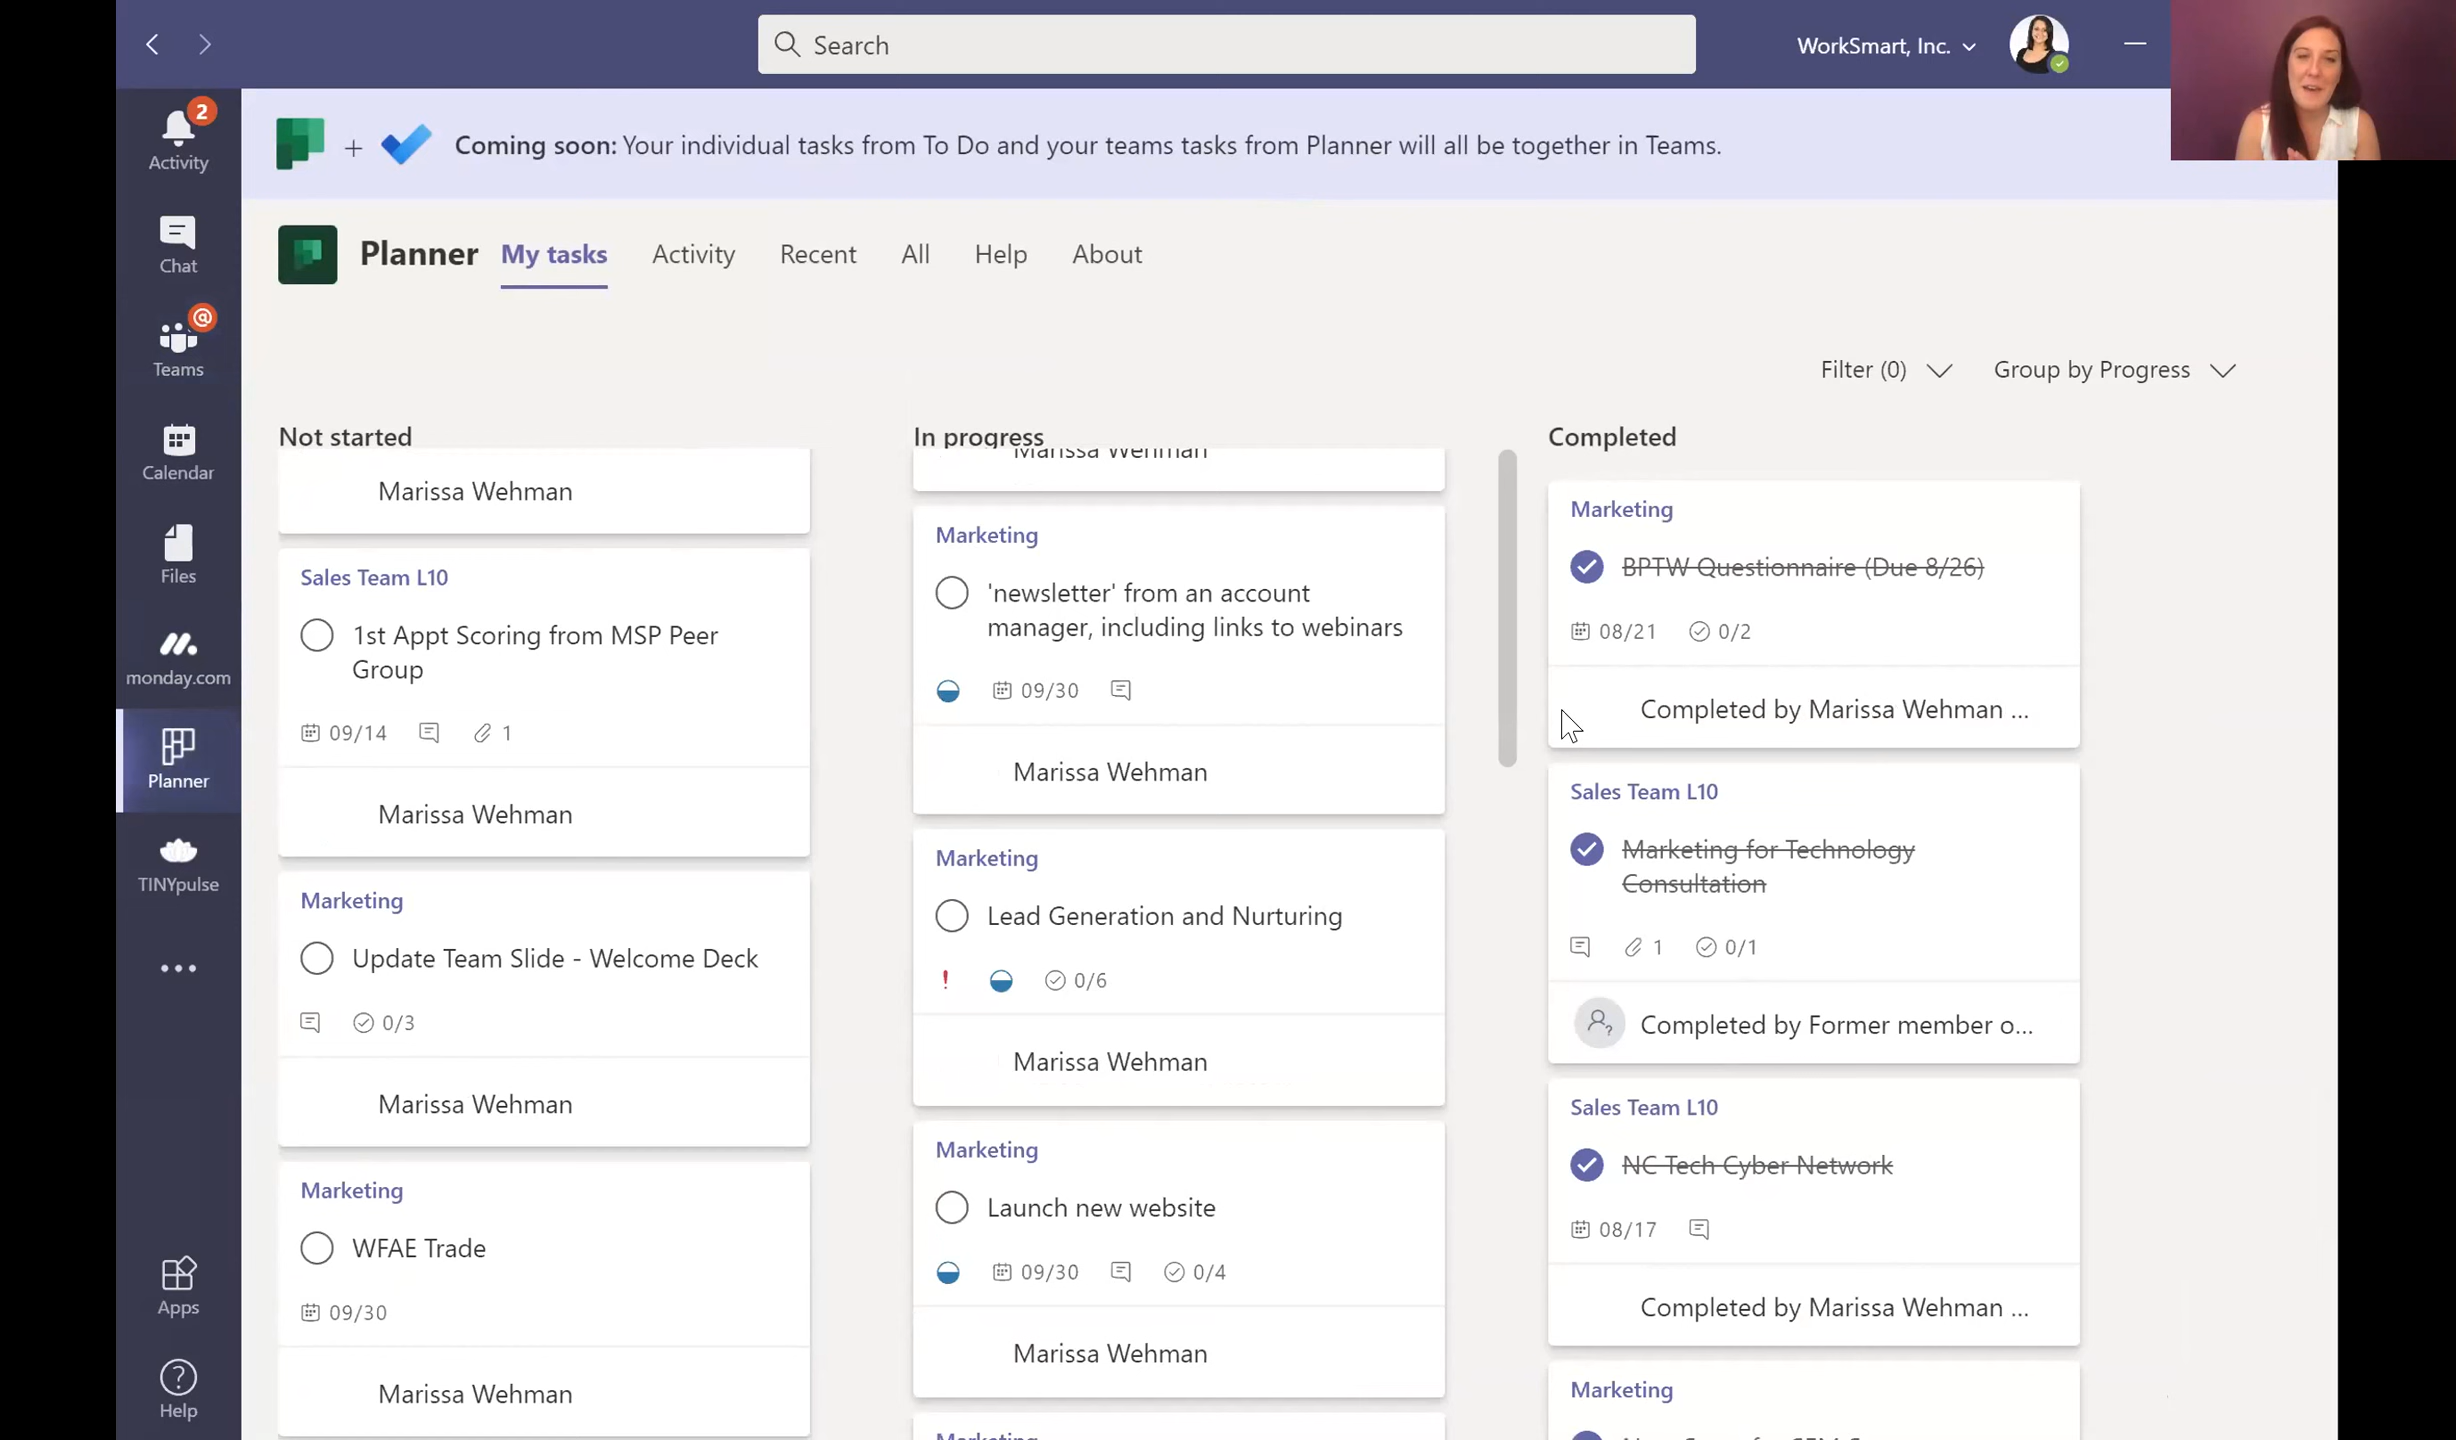 Search
WorkSmart, Inc.
2
Activity
Chat
@
Teams
Calendar
Files
monday.com
Planner
TINYpulse
Apps
Help
Coming soon: Your individual tasks from To Do and your teams tasks from Planner will all be together in Teams.
Planner
My tasks
Activity
Recent
All
Help
About
Filter (0)
Group by Progress
Not started
Marissa Wehman
Sales Team L10
1st Appt Scoring from MSP Peer
Group
09/14
1
Marissa Wehman
Marketing
Update Team Slide - Welcome Deck
0/3
Marissa Wehman
Marketing
WFAE Trade
09/30
Marissa Wehman
In progress
Marissa Wehman
Marketing
'newsletter' from an account
manager, including links to webinars
09/30
Marissa Wehman
Marketing
Lead Generation and Nurturing
! 0/6
Marissa Wehman
Marketing
Launch new website
09/30
0/4
Marissa Wehman
Marketing
Completed
Marketing
BPTW Questionnaire (Due 8/26)
08/21
0/2
Completed by Marissa Wehman ...
Sales Team L10
Marketing for Technology
Consultation
1
0/1
Completed by Former member o...
Sales Team L10
NC Tech Cyber Network
08/17
Completed by Marissa Wehman ...
Marketing